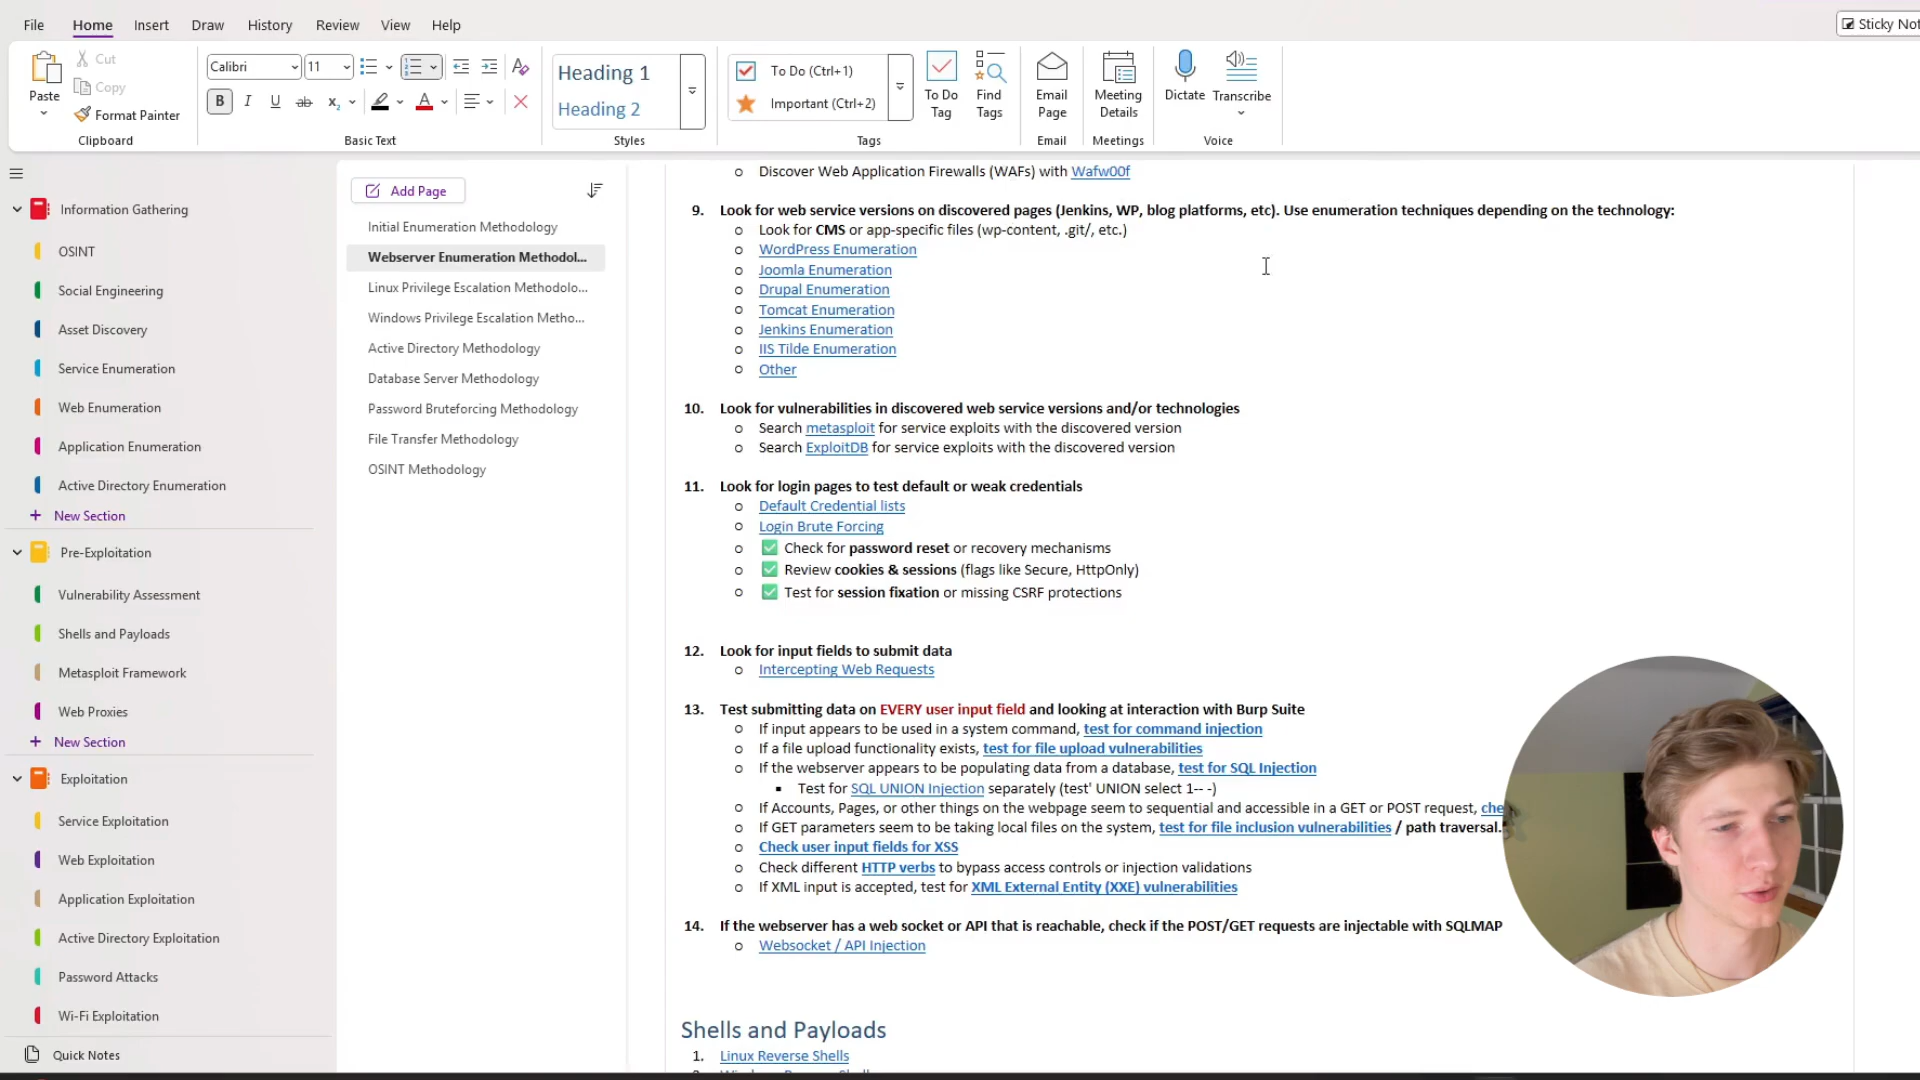 File Home Insert Draw History Review View Help
Sticky Not
Paste
Cut
Copy
Format Painter
Clipboard
Calibri 11
B I U ab x₂ A
Basic Text
Heading 1
Heading 2
Styles
To Do (Ctrl+1)
Important (Ctrl+2)
To Do Tag
Find Tags
Tags
Email Page
Email
Meeting Details
Meetings
Dictate
Transcribe
Voice
Information Gathering
OSINT
Social Engineering
Asset Discovery
Service Enumeration
Web Enumeration
Application Enumeration
Active Directory Enumeration
+ New Section
Pre-Exploitation
Vulnerability Assessment
Shells and Payloads
Metasploit Framework
Web Proxies
+ New Section
Exploitation
Service Exploitation
Web Exploitation
Application Exploitation
Active Directory Exploitation
Password Attacks
Wi-Fi Exploitation
Quick Notes
Add Page
Initial Enumeration Methodology
Webserver Enumeration Methodol...
Linux Privilege Escalation Methodolo...
Windows Privilege Escalation Metho...
Active Directory Methodology
Database Server Methodology
Password Bruteforcing Methodology
File Transfer Methodology
OSINT Methodology
Discover Web Application Firewalls (WAFs) with Wafw00f
9. Look for web service versions on discovered pages (Jenkins, WP, blog platforms, etc). Use enumeration techniques depending on the technology:
Look for CMS or app-specific files (wp-content, .git/, etc.)
WordPress Enumeration
Joomla Enumeration
Drupal Enumeration
Tomcat Enumeration
Jenkins Enumeration
IIS Tilde Enumeration
Other
10. Look for vulnerabilities in discovered web service versions and/or technologies
Search metasploit for service exploits with the discovered version
Search ExploitDB for service exploits with the discovered version
11. Look for login pages to test default or weak credentials
Default Credential lists
Login Brute Forcing
✅ Check for password reset or recovery mechanisms
✅ Review cookies & sessions (flags like Secure, HttpOnly)
✅ Test for session fixation or missing CSRF protections
12. Look for input fields to submit data
Intercepting Web Requests
13. Test submitting data on EVERY user input field and looking at interaction with Burp Suite
If input appears to be used in a system command, test for command injection
If a file upload functionality exists, test for file upload vulnerabilities
If the webserver appears to be populating data from a database, test for SQL Injection
Test for SQL UNION Injection separately (test' UNION select 1-- -)
If Accounts, Pages, or other things on the webpage seem to sequential and accessible in a GET or POST request, che
If GET parameters seem to be taking local files on the system, test for file inclusion vulnerabilities / path traversal.
Check user input fields for XSS
Check different HTTP verbs to bypass access controls or injection validations
If XML input is accepted, test for XML External Entity (XXE) vulnerabilities
14. If the webserver has a web socket or API that is reachable, check if the POST/GET requests are injectable with SQLMAP
Websocket / API Injection
Shells and Payloads
1. Linux Reverse Shells